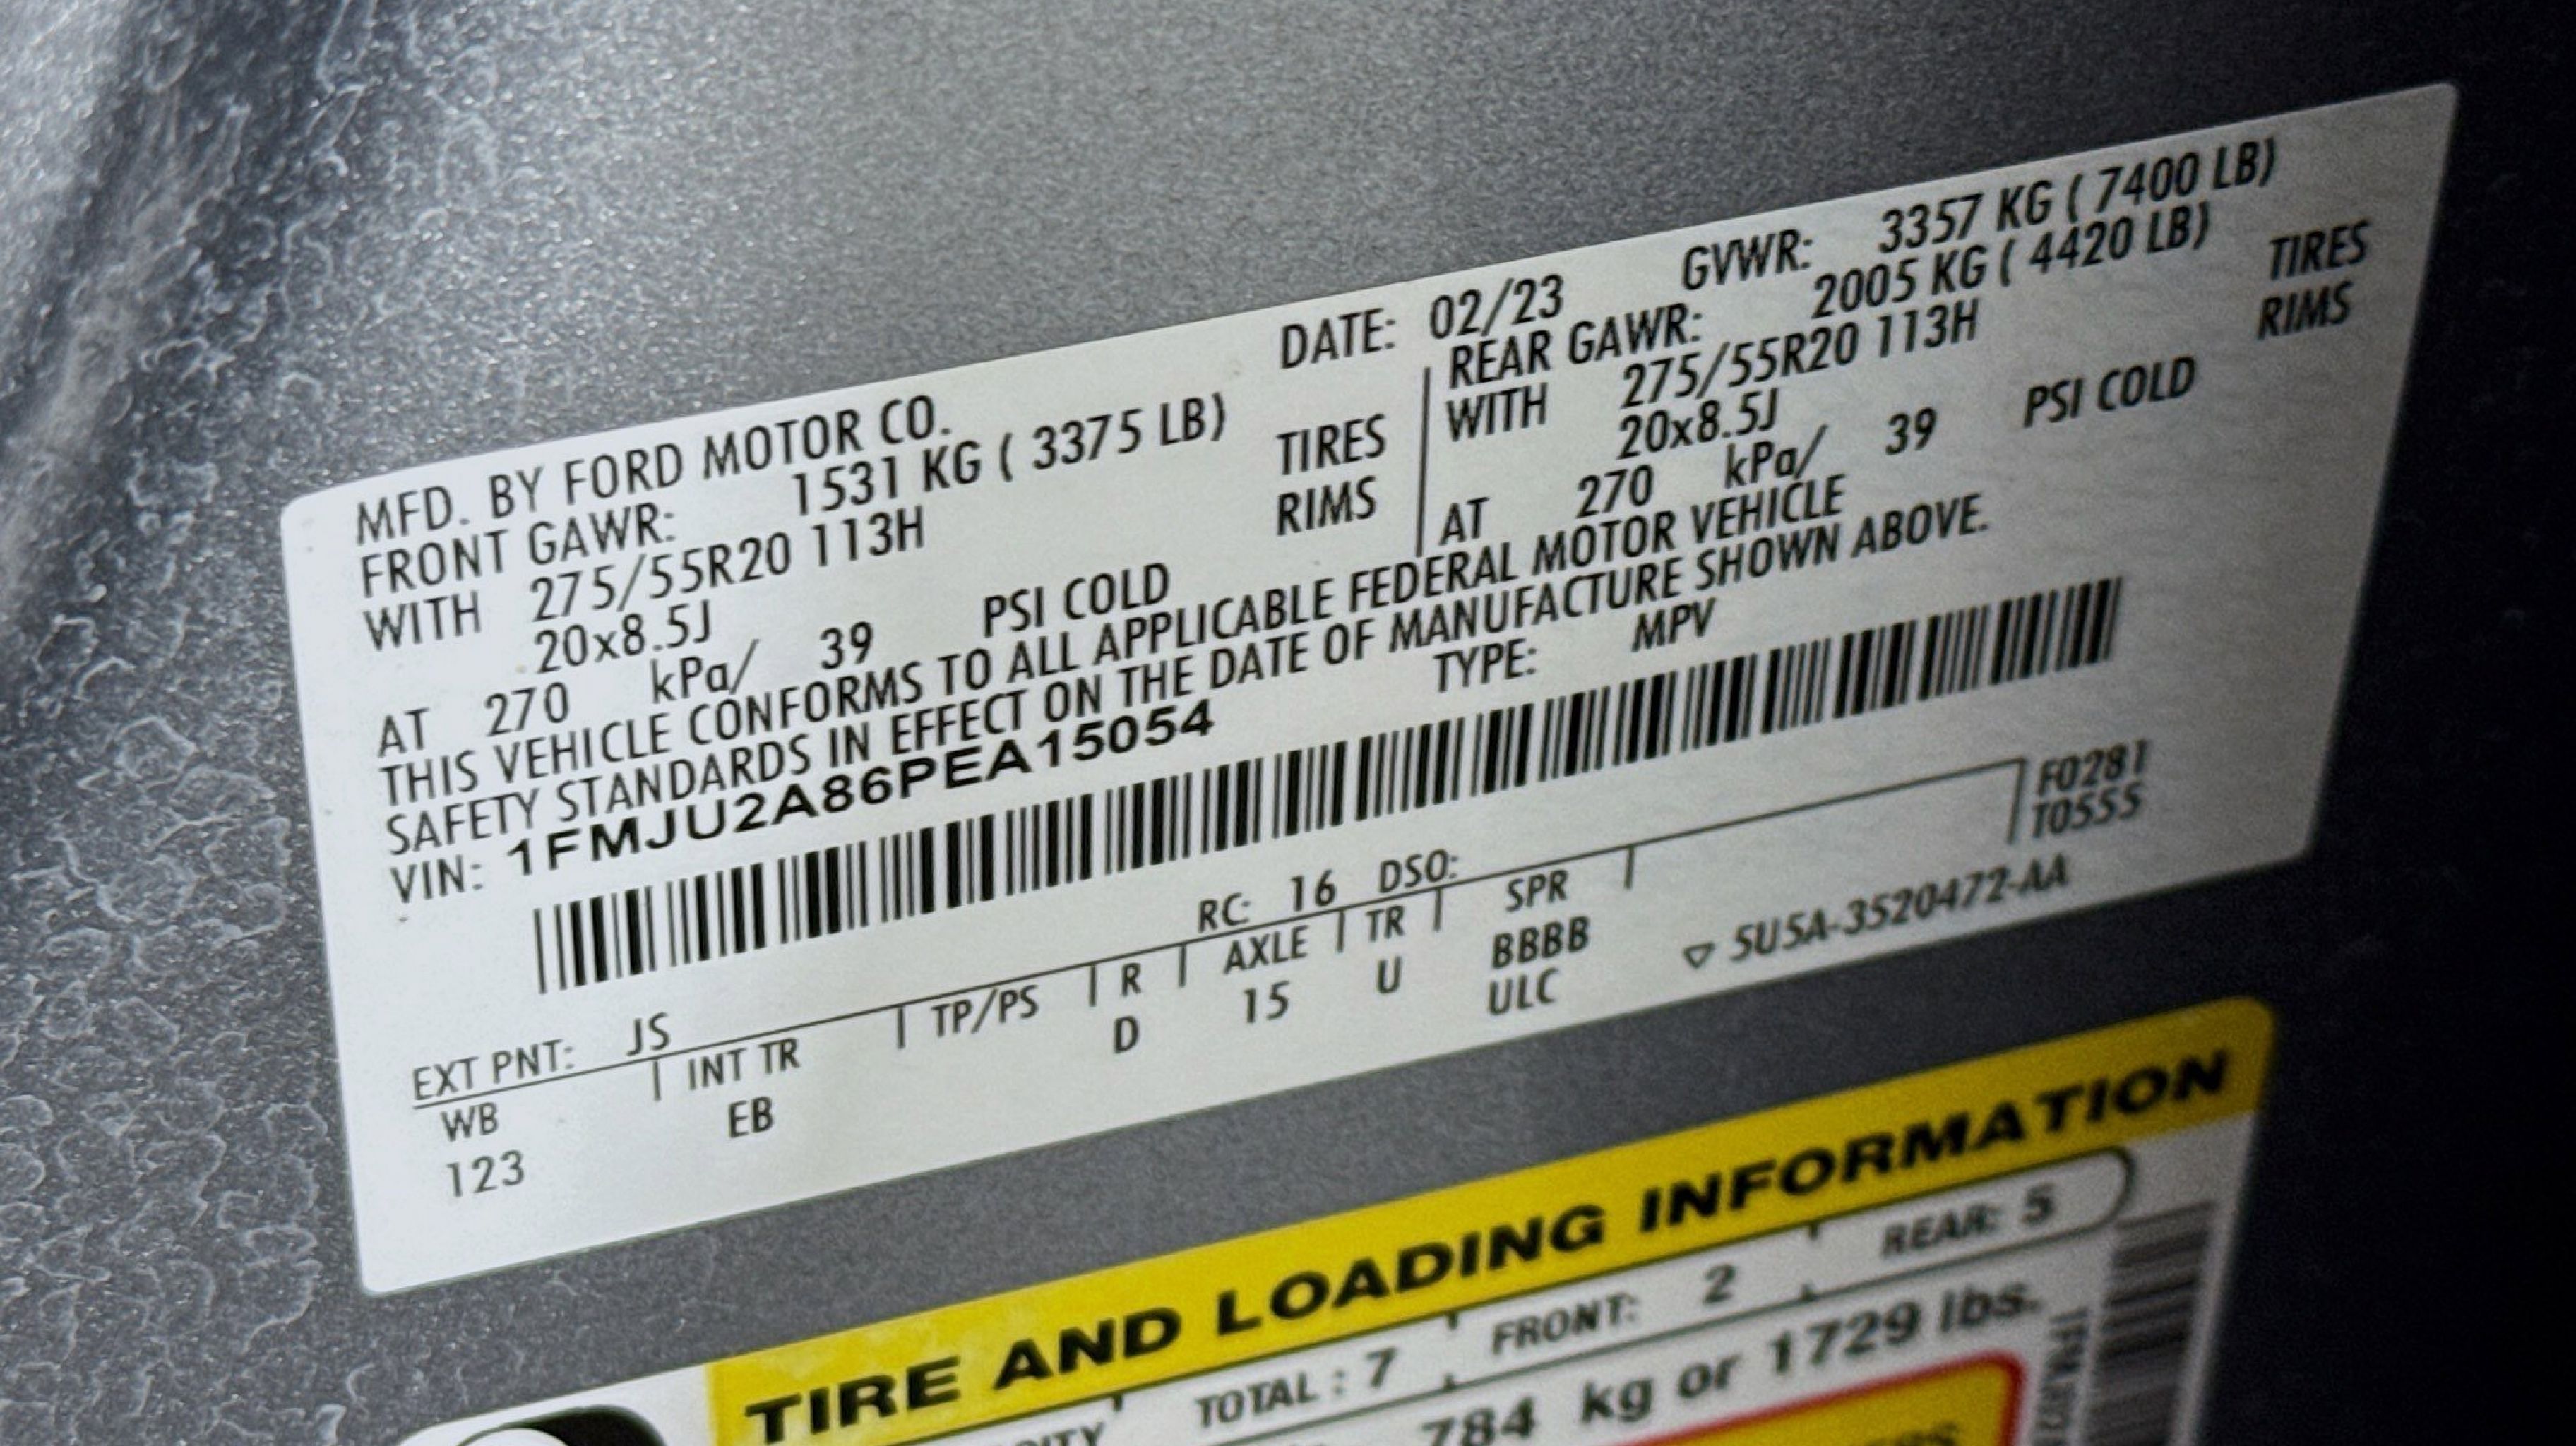 MFD. BY FORD MOTOR CO. DATE: 02/23 GVWR: 3357 KG ( 7400 LB)
FRONT GAWR: 1531 KG ( 3375 LB) REAR GAWR: 2005 KG ( 4420 LB)
WITH 275/55R20 113H TIRES WITH 275/55R20 113H TIRES
20x8.5J RIMS 20x8.5J RIMS
AT 270 kPa/ 39 PSI COLD AT 270 kPa/ 39 PSI COLD
THIS VEHICLE CONFORMS TO ALL APPLICABLE FEDERAL MOTOR VEHICLE
SAFETY STANDARDS IN EFFECT ON THE DATE OF MANUFACTURE SHOWN ABOVE.
VIN: 1FMJU2A86PEA15054 TYPE: MPV
EXT PNT: JS RC: 16 DSO: F0281
WB INT TR TP/PS R AXLE TR SPR T0555
123 EB D 15 U BBBB
ULC ▽ 5U5A-3520472-AA
TIRE AND LOADING INFORMATION
TOTAL : 7 FRONT: 2 REAR: 5
784 kg or 1729 lbs.